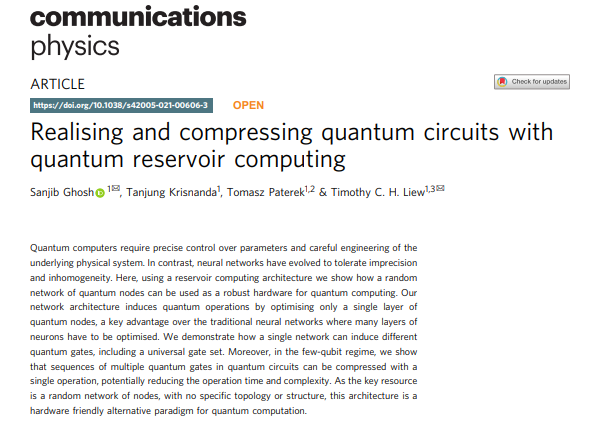 communications
physics
ARTICLE
Check for updates
https://doi.org/10.1038/s42005-021-00606-3
OPEN
Realising and compressing quantum circuits with
quantum reservoir computing
Sanjib Ghosh 1✉, Tanjung Krisnanda1, Tomasz Paterek1,2 & Timothy C. H. Liew1,3✉
Quantum computers require precise control over parameters and careful engineering of the
underlying physical system. In contrast, neural networks have evolved to tolerate imprecision
and inhomogeneity. Here, using a reservoir computing architecture we show how a random
network of quantum nodes can be used as a robust hardware for quantum computing. Our
network architecture induces quantum operations by optimising only a single layer of
quantum nodes, a key advantage over the traditional neural networks where many layers of
neurons have to be optimised. We demonstrate how a single network can induce different
quantum gates, including a universal gate set. Moreover, in the few-qubit regime, we show
that sequences of multiple quantum gates in quantum circuits can be compressed with a
single operation, potentially reducing the operation time and complexity. As the key resource
is a random network of nodes, with no specific topology or structure, this architecture is a
hardware friendly alternative paradigm for quantum computation.